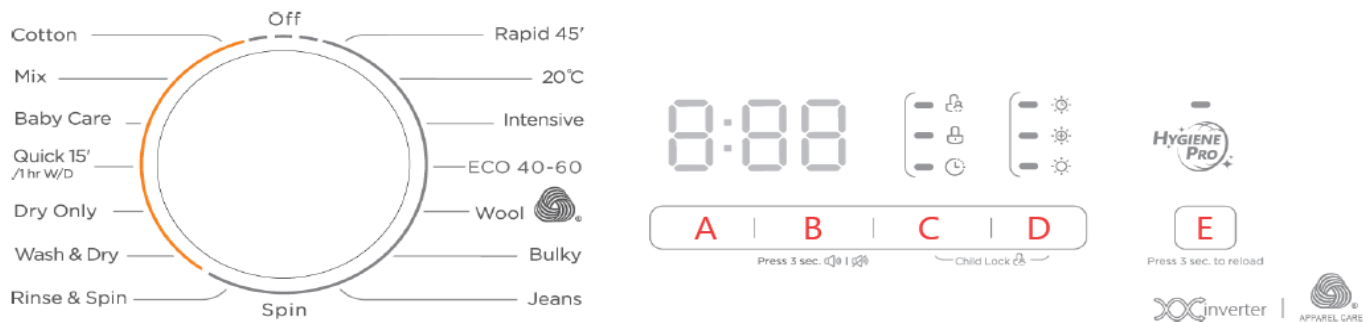 Off
Cotton
Rapid 45'
Mix
20°C
Baby Care
Intensive
Quick 15'
/1 hr W/D
ECO 40-60
Dry Only
Wool
®
Wash & Dry
Bulky
Rinse & Spin
Jeans
Spin
8:88
HYGIENE
PRO
A
B
C
D
E
Press 3 sec.
Child Lock
Press 3 sec. to reload
inverter
®
APPAREL CARE